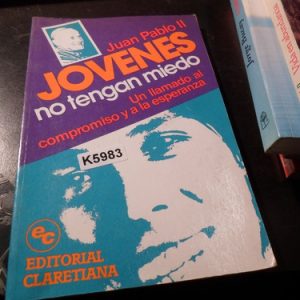 Juan Pablo II
JOVENES
no tengan miedo
Un llamado al
compromiso y a la esperanza
K5983
ec
EDITORIAL
CLARETIANA